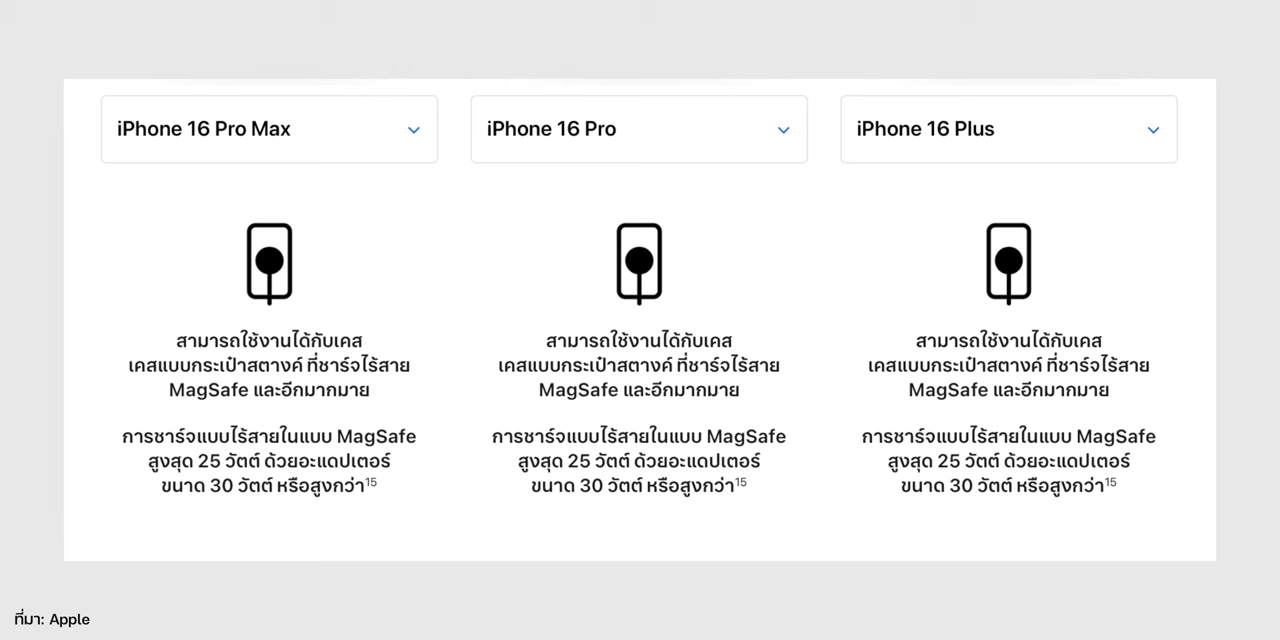 iPhone 16 Pro Max
iPhone 16 Pro
iPhone 16 Plus
สามารถใช้งานได้กับเคส
เคสแบบกระเป๋าสตางค์ ที่ชาร์จไร้สาย
MagSafe และอีกมากมาย
การชาร์จแบบไร้สายในแบบ MagSafe
สูงสุด 25 วัตต์ ด้วยอะแดปเตอร์
ขนาด 30 วัตต์ หรือสูงกว่า15
สามารถใช้งานได้กับเคส
เคสแบบกระเป๋าสตางค์ ที่ชาร์จไร้สาย
MagSafe และอีกมากมาย
การชาร์จแบบไร้สายในแบบ MagSafe
สูงสุด 25 วัตต์ ด้วยอะแดปเตอร์
ขนาด 30 วัตต์ หรือสูงกว่า15
สามารถใช้งานได้กับเคส
เคสแบบกระเป๋าสตางค์ ที่ชาร์จไร้สาย
MagSafe และอีกมากมาย
การชาร์จแบบไร้สายในแบบ MagSafe
สูงสุด 25 วัตต์ ด้วยอะแดปเตอร์
ขนาด 30 วัตต์ หรือสูงกว่า15
ที่มา: Apple